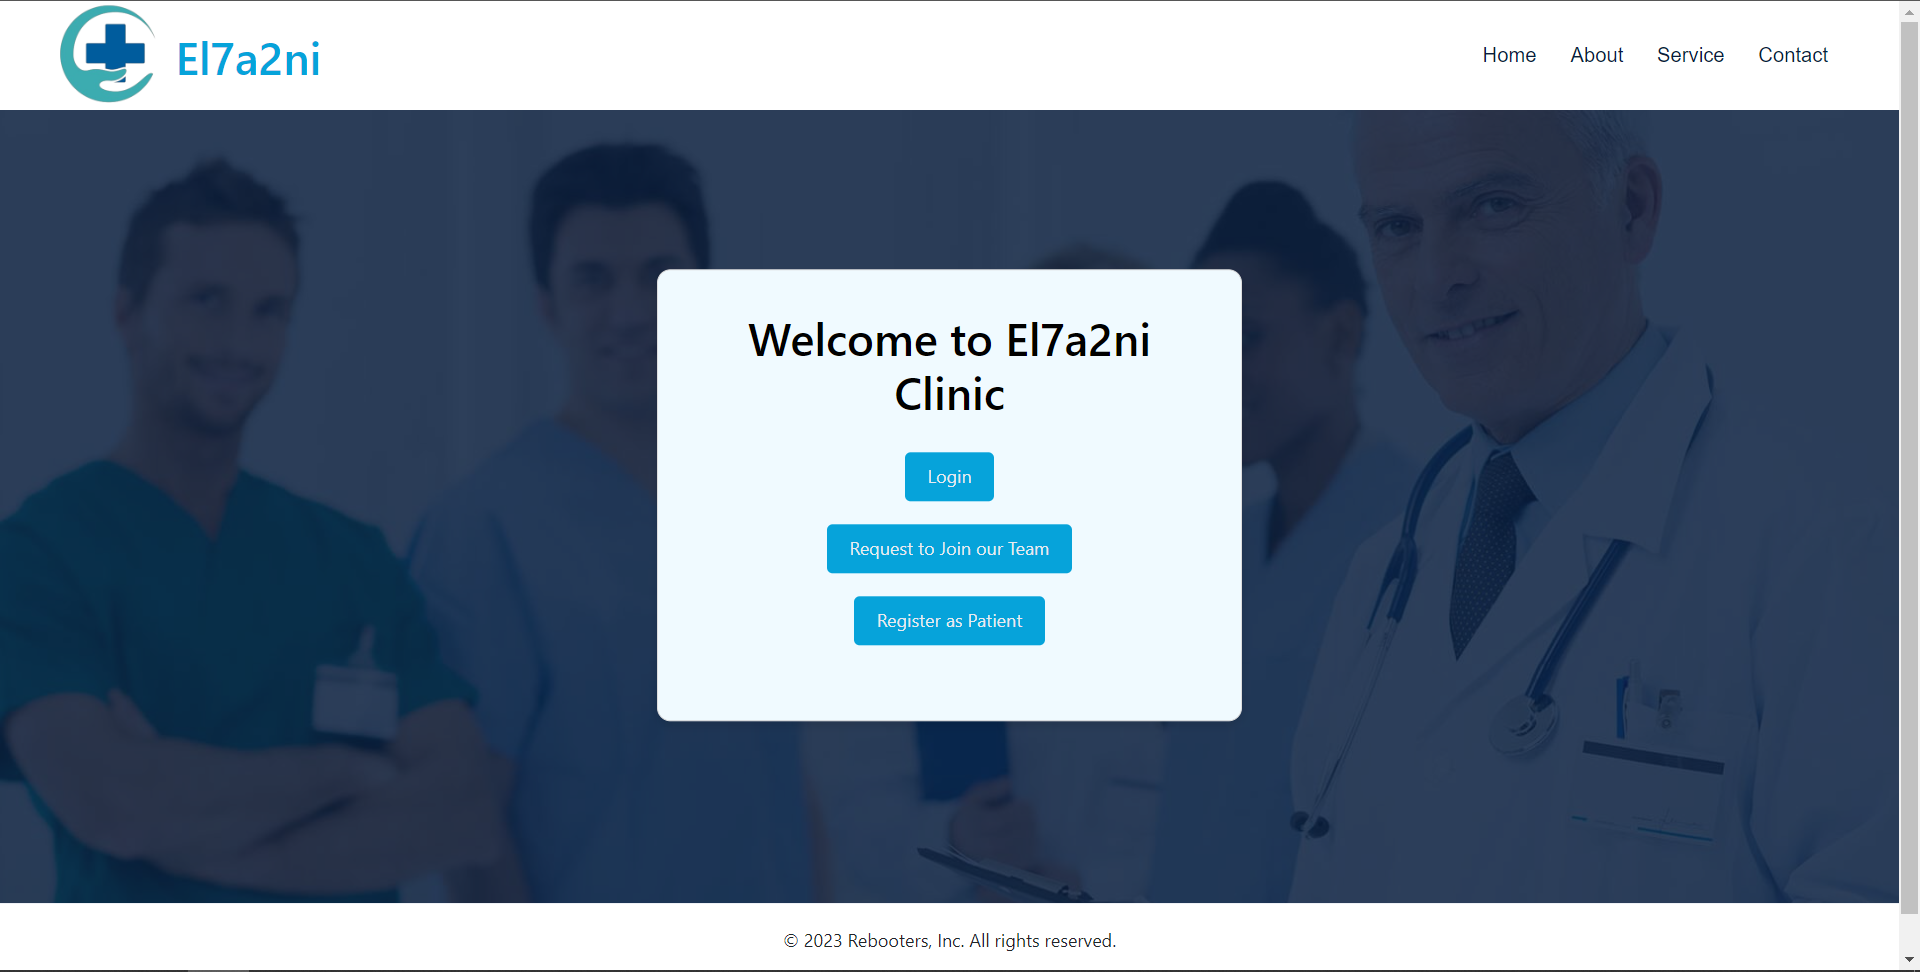 El7a2ni
Home About Service Contact
Welcome to El7a2ni
Clinic
Login
Request to Join our Team
Register as Patient
© 2023 Rebooters, Inc. All rights reserved.